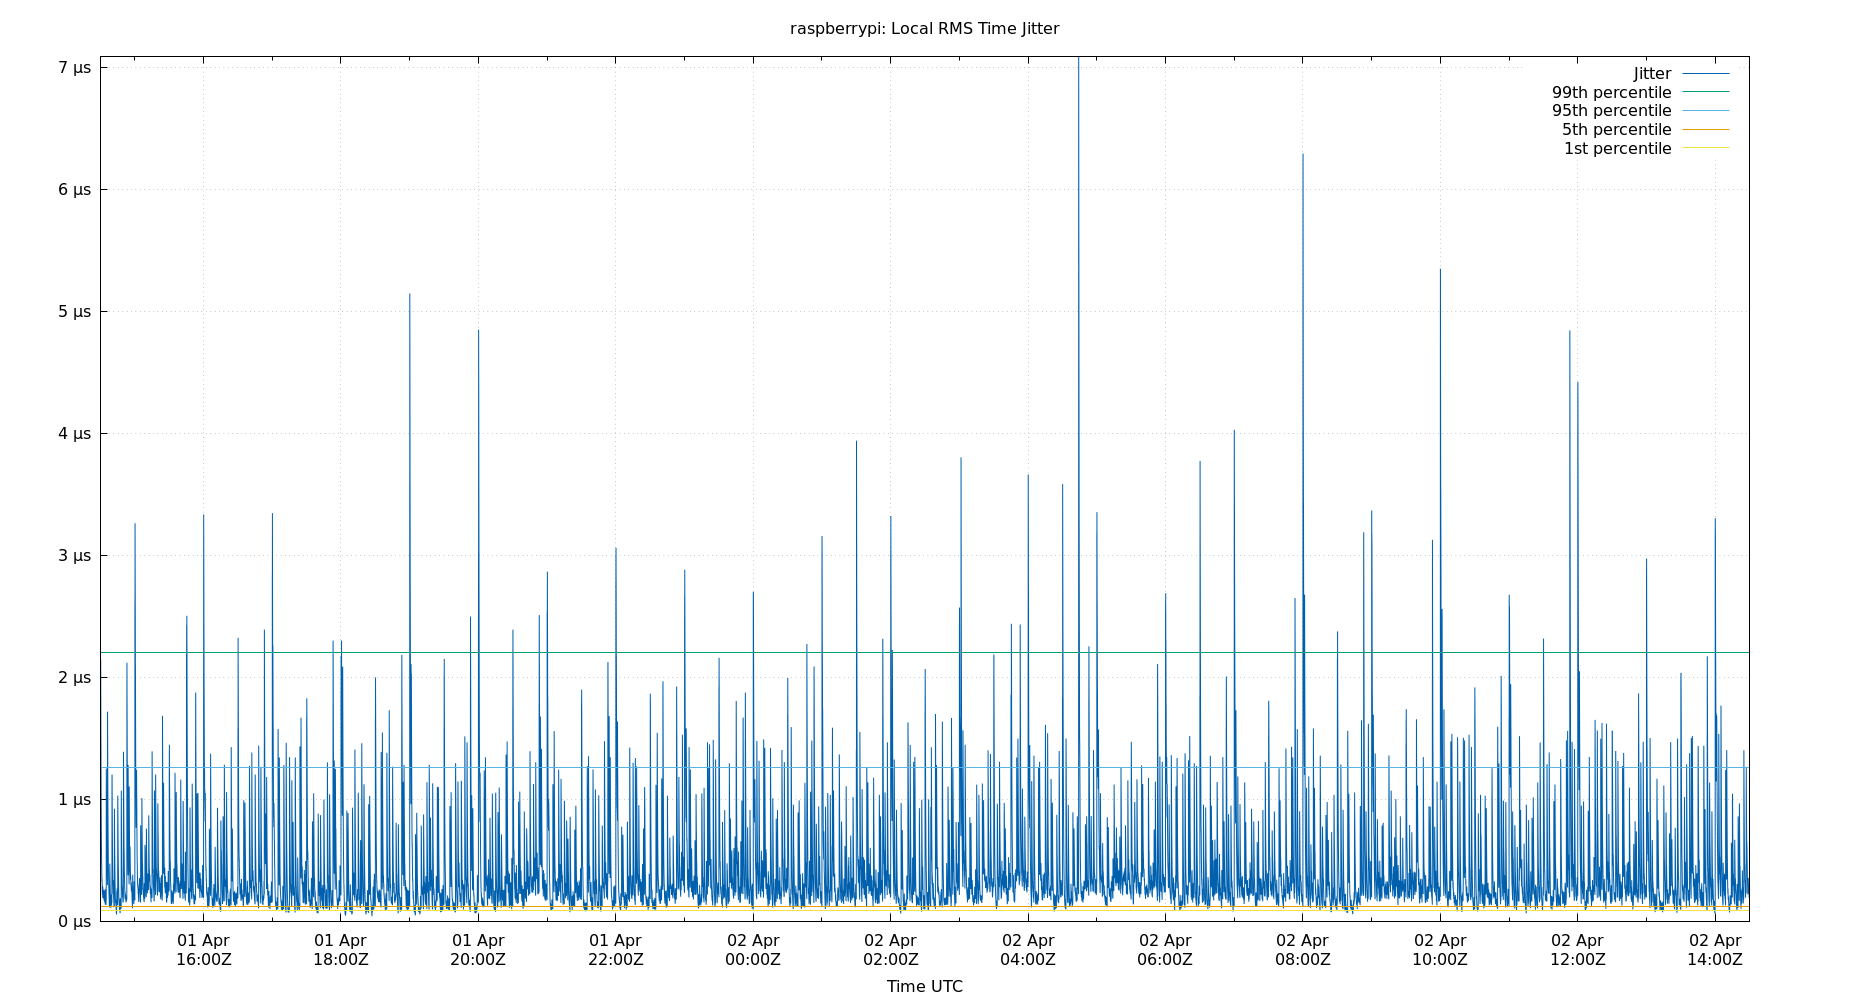 raspberrypi: Local RMS Time Jitter
7 µs
6 µs
5 µs
4 µs
3 µs
2 µs
1 µs
0 µs
Jitter
99th percentile
95th percentile
5th percentile
1st percentile
01 Apr
16:00Z
01 Apr
18:00Z
01 Apr
20:00Z
01 Apr
22:00Z
02 Apr
00:00Z
02 Apr
02:00Z
02 Apr
04:00Z
02 Apr
06:00Z
02 Apr
08:00Z
02 Apr
10:00Z
02 Apr
12:00Z
02 Apr
14:00Z
Time UTC